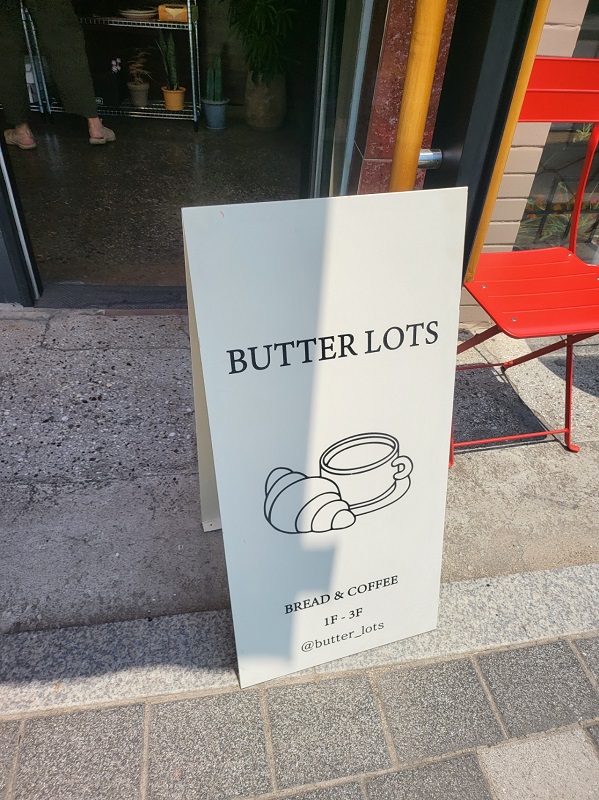 BUTTER LOTS
BREAD & COFFEE
1F - 3F
@butter_lots